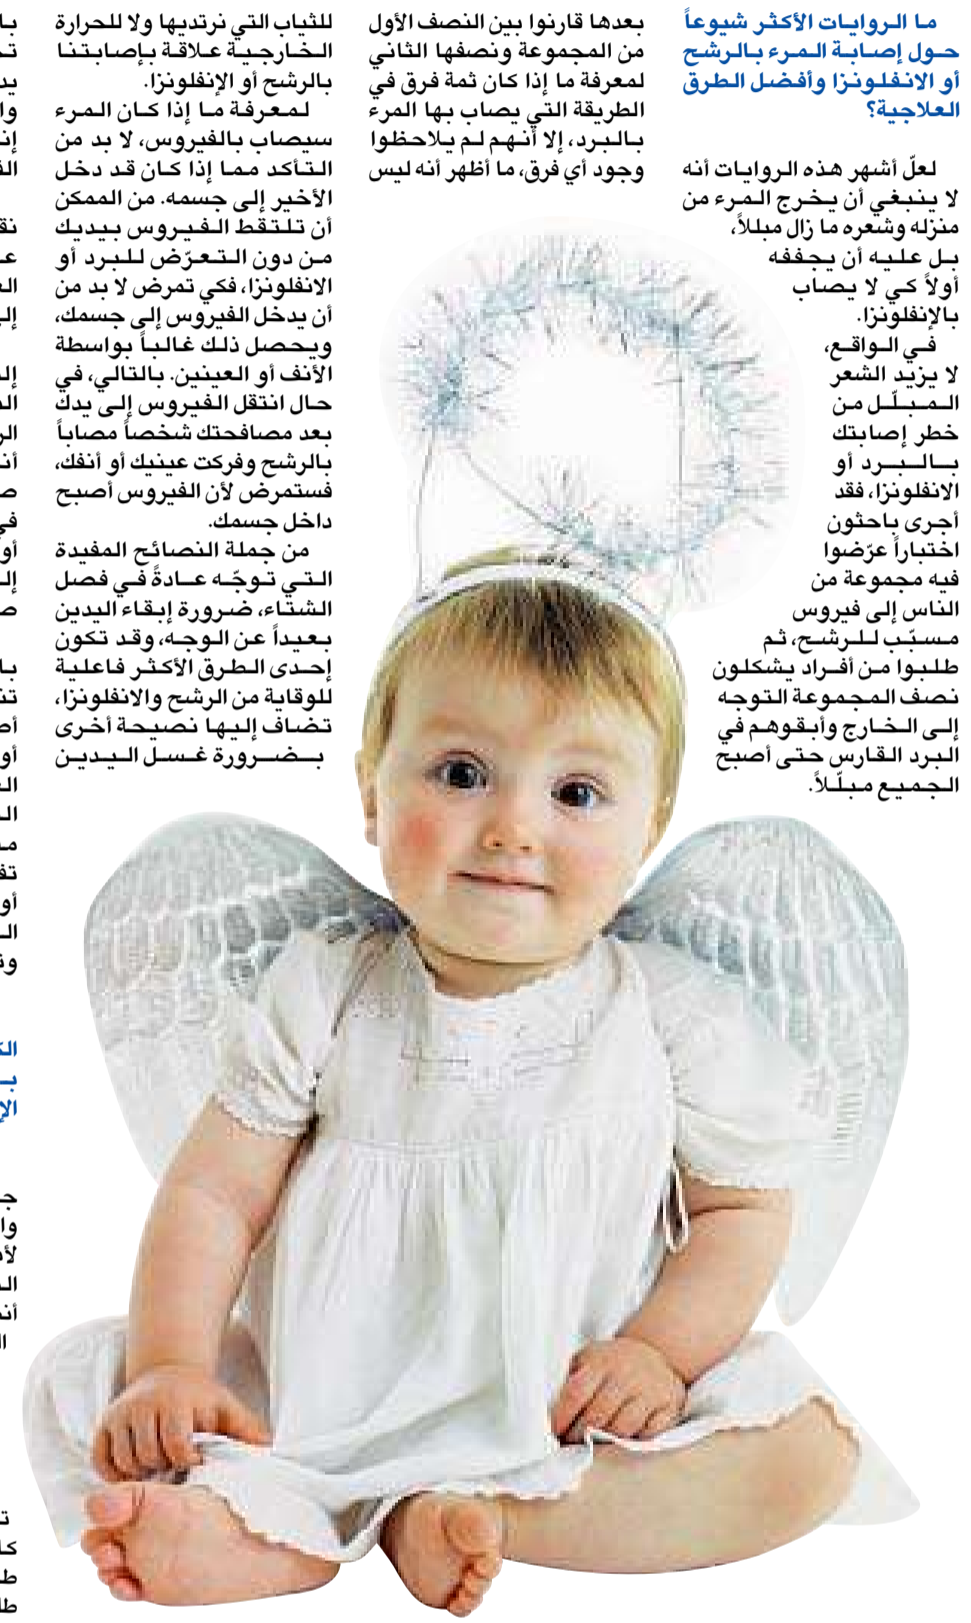 ما الروايات الأكثر شيوعاً
حول إصابة المرء بالرشح
أو الانفلونزا وأفضل الطرق
العلاجية؟
لعلّ أشهر هذه الروايات أنه
لا ينبغي أن يخرج المرء من
منزله وشعره ما زال مبللاً،
بل عليه أن يجففه
أولاً كي لا يصاب
بالإنفلونزا.
في الواقع،
لا يزيد الشعر
المبلّل من
خطر إصابتك
بالبرد أو
الانفلونزا، فقد
أجرى باحثون
اختباراً عرّضوا
فيه مجموعة من
الناس إلى فيروس
مسبّب للرشح، ثم
طلبوا من أفراد يشكلون
نصف المجموعة التوجه
إلى الخارج وأبقوهم في
البرد القارس حتى أصبح
الجميع مبلّلاً.
بعدها قارنوا بين النصف الأول
من المجموعة ونصفها الثاني
لمعرفة ما إذا كان ثمة فرق في
الطريقة التي يصاب بها المرء
بالبرد، إلا أنهم لم يلاحظوا
وجود أي فرق، ما أظهر أنه ليس
للثياب التي نرتديها ولا للحرارة
الخارجية علاقة بإصابتنا
بالرشح أو الإنفلونزا.
لمعرفة ما إذا كان المرء
سيصاب بالفيروس، لا بد من
التأكد مما إذا كان قد دخل
الأخير إلى جسمه. من الممكن
أن تلتقط الفيروس بيديك
من دون التعرّض للبرد أو
الانفلونزا، فكي تمرض لا بد من
أن يدخل الفيروس إلى جسمك،
ويحصل ذلك غالباً بواسطة
الأنف أو العينين. بالتالي، في
حال انتقل الفيروس إلى يدك
بعد مصافحتك شخصاً مصاباً
بالرشح وفركت عينيك أو أنفك،
فستمرض لأن الفيروس أصبح
داخل جسمك.
من جملة النصائح المفيدة
التي توجّه عادةً في فصل
الشتاء، ضرورة إبقاء اليدين
بعيداً عن الوجه، وقد تكون
إحدى الطرق الأكثر فاعلية
للوقاية من الرشح والانفلونزا،
تضاف إليها نصيحة أخرى
بضرورة غسل اليدين